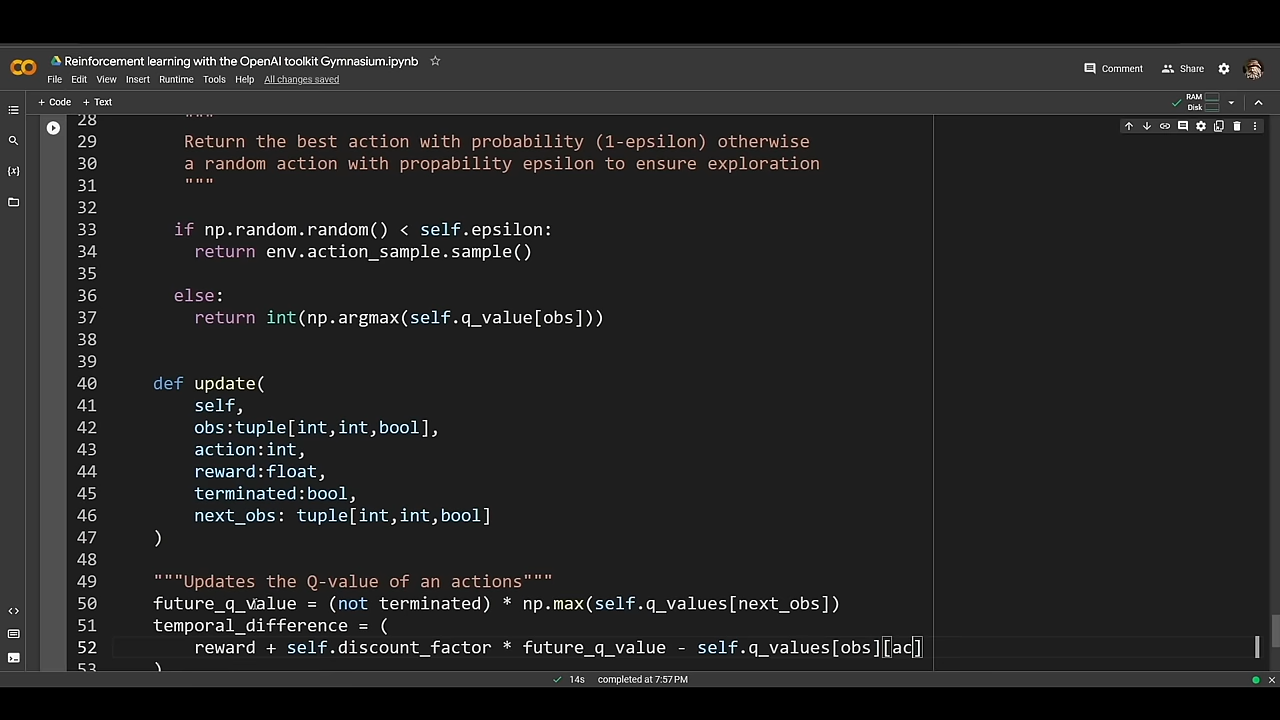 Reinforcement learning with the OpenAI toolkit Gymnasium.ipynb
Comment
Share
File Edit View Insert Runtime Tools Help All changes saved
+ Code + Text
RAM
Disk
28 """
29 Return the best action with probability (1-epsilon) otherwise
30 a random action with propability epsilon to ensure exploration
31 """
32
33 if np.random.random() < self.epsilon:
34 return env.action_sample.sample()
35
36 else:
37 return int(np.argmax(self.q_value[obs]))
38
39
40 def update(
41 self,
42 obs:tuple[int,int,bool],
43 action:int,
44 reward:float,
45 terminated:bool,
46 next_obs: tuple[int,int,bool]
47 )
48
49 """Updates the Q-value of an actions"""
50 future_q_value = (not terminated) * np.max(self.q_values[next_obs])
51 temporal_difference = (
52 reward + self.discount_factor * future_q_value - self.q_values[obs][ac]
53 )
14s completed at 7:57 PM